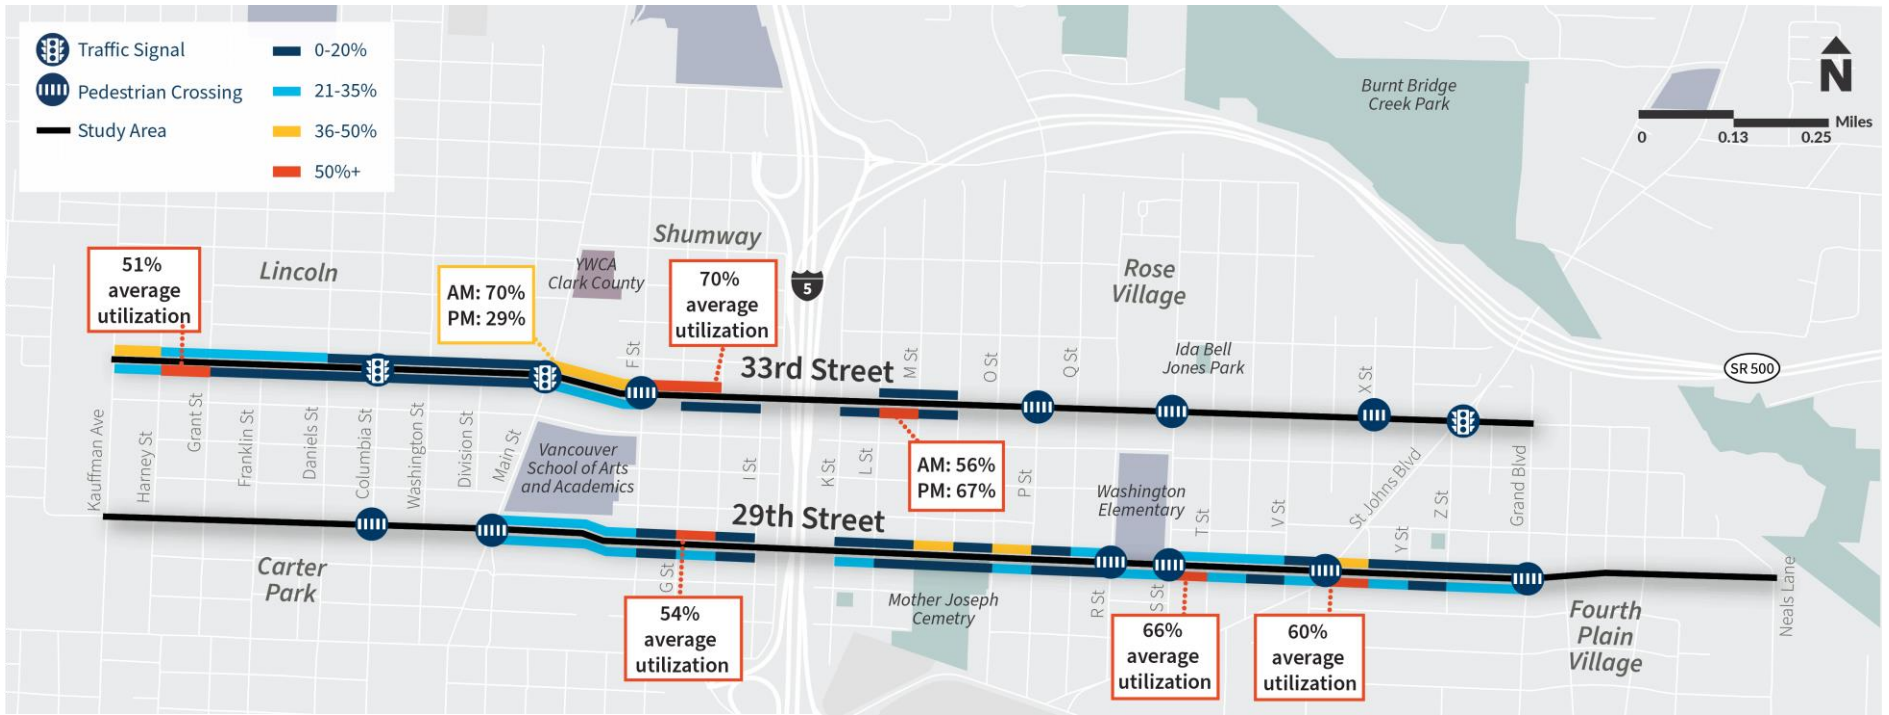 Traffic Signal
Pedestrian Crossing
Study Area
0-20%
21-35%
36-50%
50%+
N
0
0.13
0.25
Miles
Burnt Bridge
Creek Park
Shumway
Lincoln
YWCA
Clark County
Rose
Village
5
SR 500
51%
average
utilization
AM: 70%
PM: 29%
70%
average
utilization
33rd Street
Ida Bell
Jones Park
F St
M St
O St
Q St
X St
AM: 56%
PM: 67%
Kauffman Ave
Harney St
Grant St
Franklin St
Daniels St
Columbia St
Washington St
Division St
Main St
Vancouver
School of Arts
and Academics
I St
K St
L St
P St
Washington
Elementary
T St
V St
St Johns Blvd
Y St
Z St
Grand Blvd
29th Street
Carter
Park
G St
54%
average
utilization
Mother Joseph
Cemetry
R St
S St
66%
average
utilization
60%
average
utilization
Fourth
Plain
Village
Neals Lane